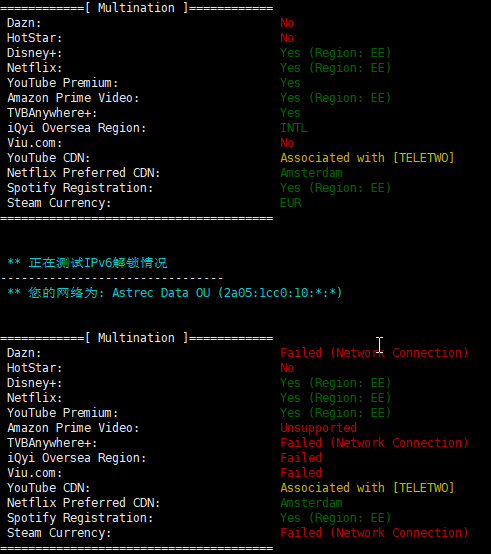 ============[ Multination ]============
Dazn: No
HotStar: No
Disney+: Yes (Region: EE)
Netflix: Yes (Region: EE)
YouTube Premium: Yes
Amazon Prime Video: Yes (Region: EE)
TVBAnywhere+: Yes
iQyi Oversea Region: INTL
Viu.com: No
YouTube CDN: Associated with [TELETWO]
Netflix Preferred CDN: Amsterdam
Spotify Registration: Yes (Region: EE)
Steam Currency: EUR
=======================================
** 正在测试IPv6解锁情况
--------------------------------
** 您的网络为: Astrec Data OU (2a05:1cc0:10:*:*)
============[ Multination ]============
Dazn: Failed (Network Connection)
HotStar: No
Disney+: Yes (Region: EE)
Netflix: Yes (Region: EE)
YouTube Premium: Yes (Region: EE)
Amazon Prime Video: Unsupported
TVBAnywhere+: Failed (Network Connection)
iQyi Oversea Region: Failed
Viu.com: Failed
YouTube CDN: Associated with [TELETWO]
Netflix Preferred CDN: Amsterdam
Spotify Registration: Yes (Region: EE)
Steam Currency: Failed (Network Connection)
=======================================